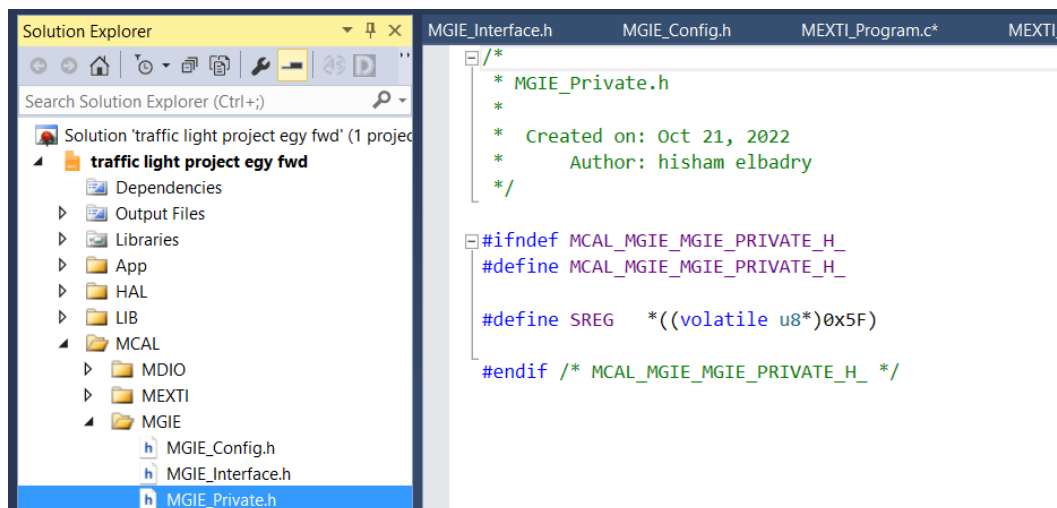 Solution Explorer
Search Solution Explorer (Ctrl+;)
Solution 'traffic light project egy fwd' (1 projec
traffic light project egy fwd
Dependencies
Output Files
Libraries
App
HAL
LIB
MCAL
MDIO
MEXTI
MGIE
MGIE_Config.h
MGIE_Interface.h
MGIE_Private.h
MGIE_Interface.h MGIE_Config.h MEXTI_Program.c* MEXTI_
/*
* MGIE_Private.h
*
* Created on: Oct 21, 2022
* Author: hisham elbadry
*/
#ifndef MCAL_MGIE_MGIE_PRIVATE_H_
#define MCAL_MGIE_MGIE_PRIVATE_H_
#define SREG *((volatile u8*)0x5F)
#endif /* MCAL_MGIE_MGIE_PRIVATE_H_ */